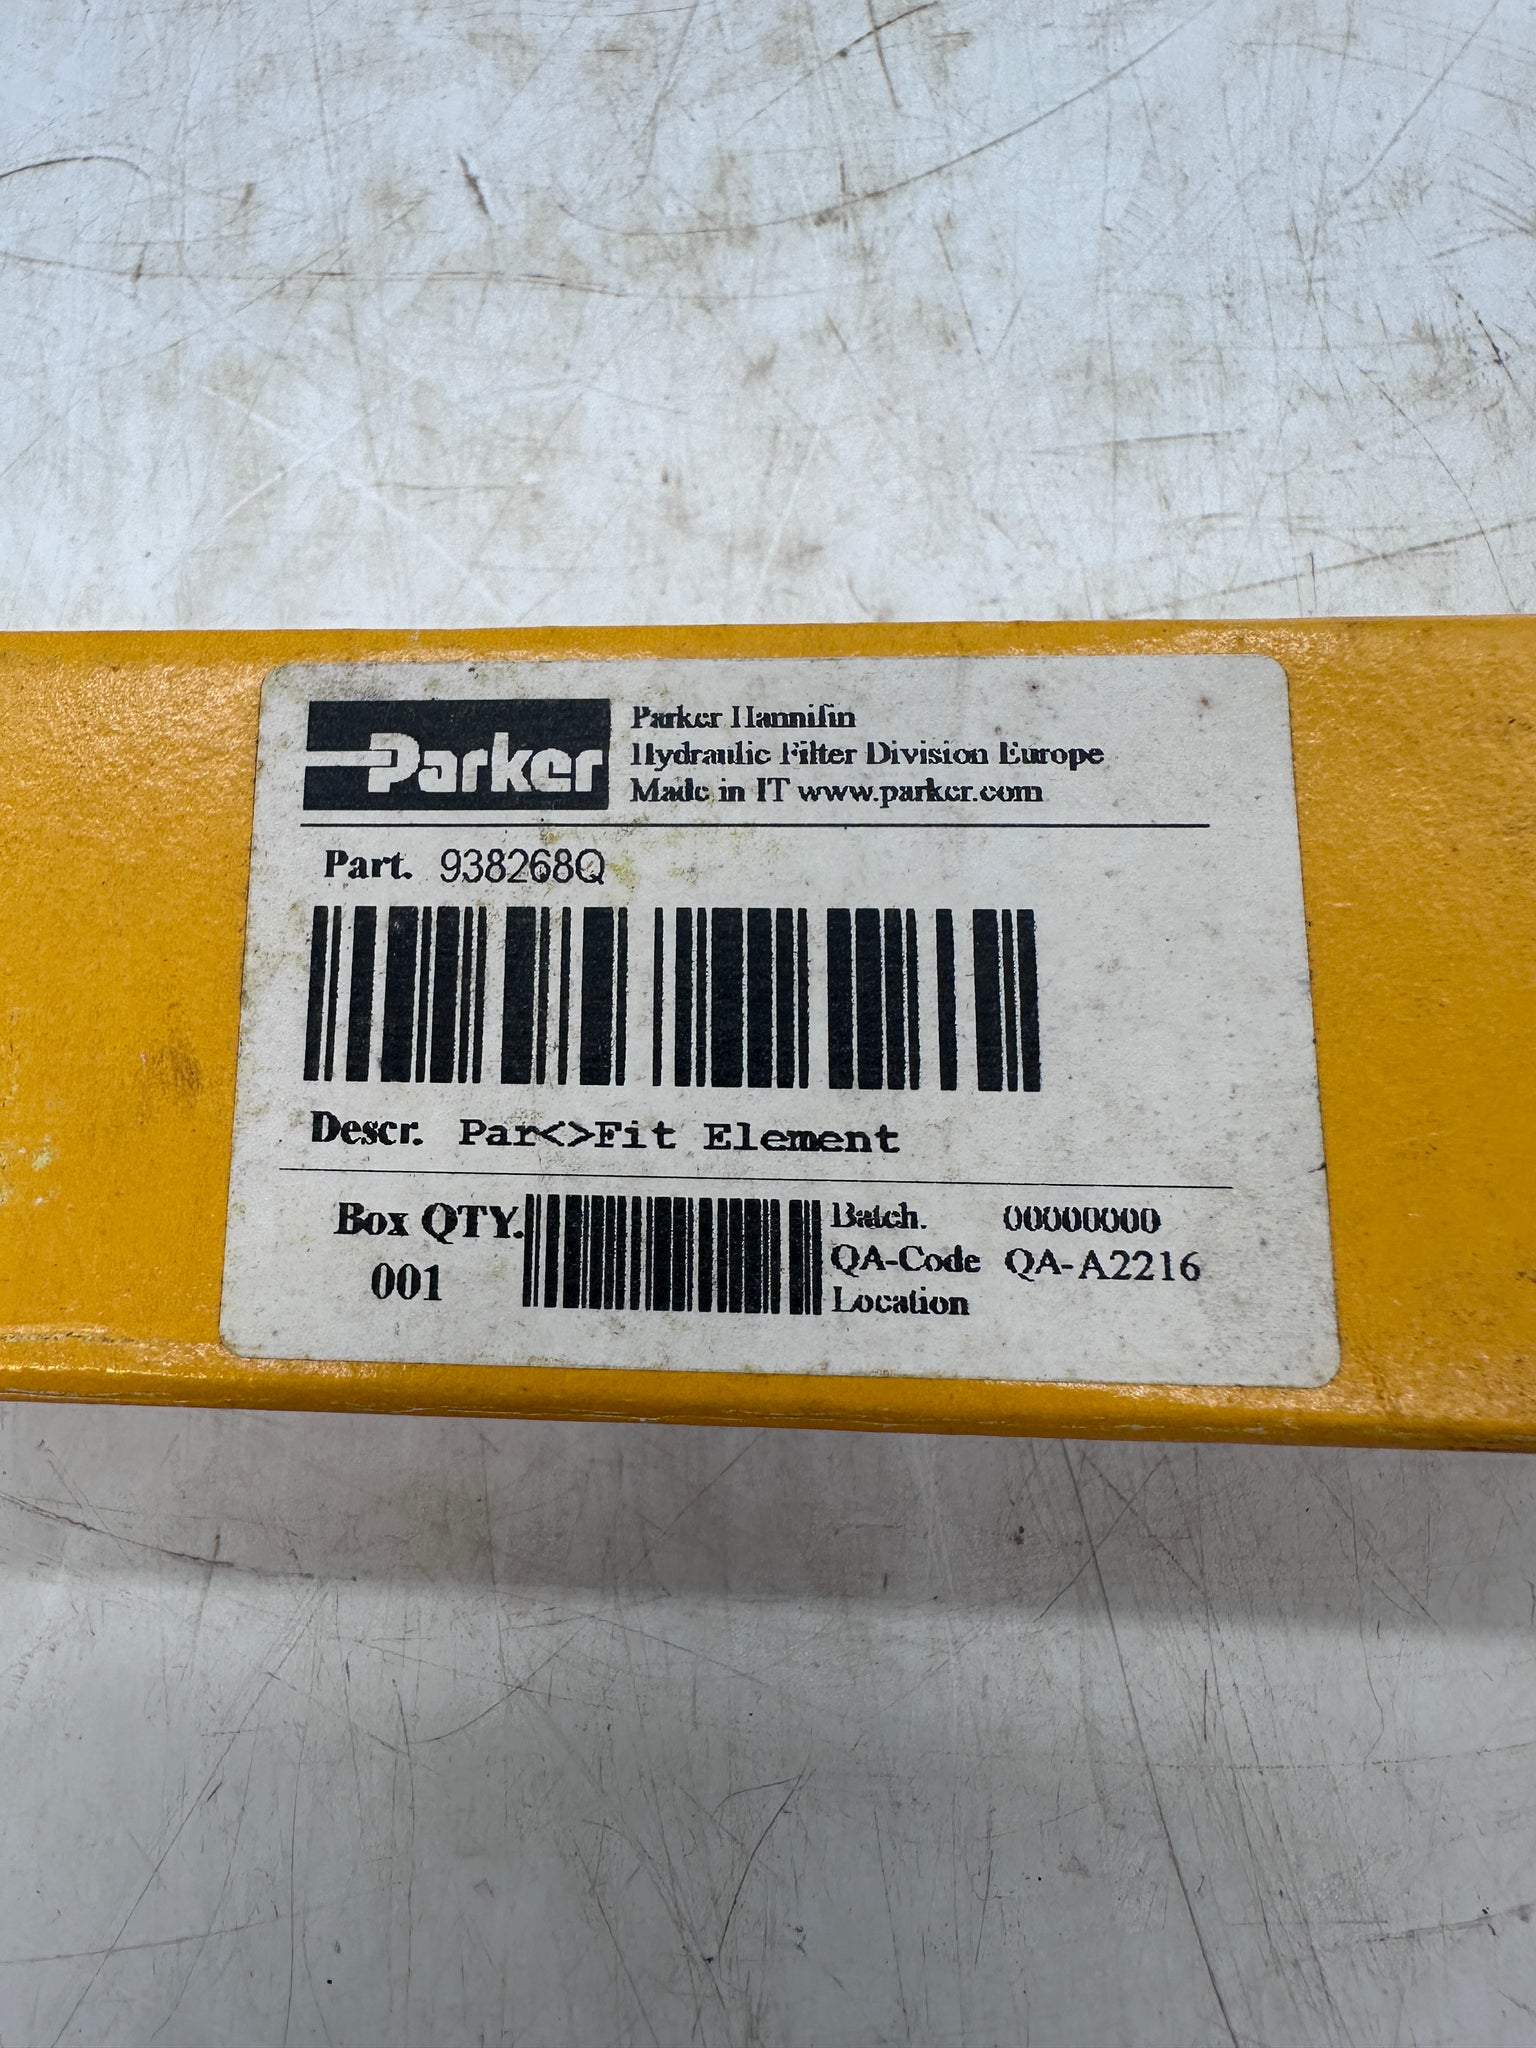 Parker
Parker Hannifin
Hydraulic Filter Division Europe
Made in IT www.parker.com
Part. 938268Q
Descr. Par<>Fit Element
Box QTY.
001
Batch. 00000000
QA-Code QA-A2216
Location